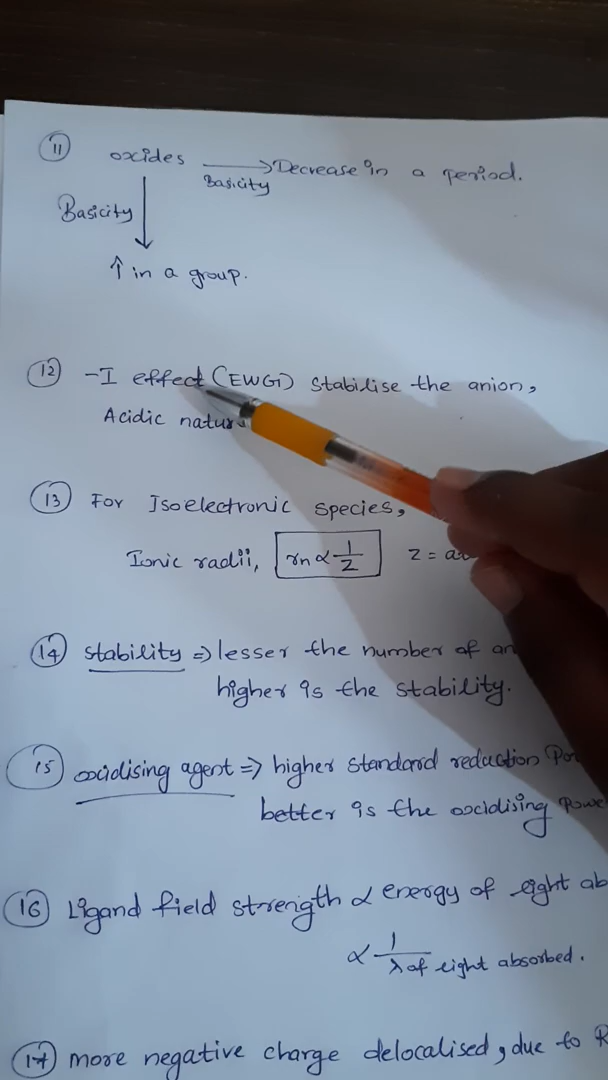 11 oxides Basicity → Decrease in a period.
Basicity ↓
↑ in a group.
12 -I effect (EWG) stabilise the anion,
Acidic
13 For Isoelectronic species,
Ionic radii, rn ∝ 1/Z Z =
14 stability ⇒ lesser the number of
higher is the stability.
15 oxidising agent ⇒ higher standard reduction
better is the oxidising
16 Ligand field strength ∝ energy of light
∝ 1/λ of light absorbed.
17 more negative charge delocalised, due to